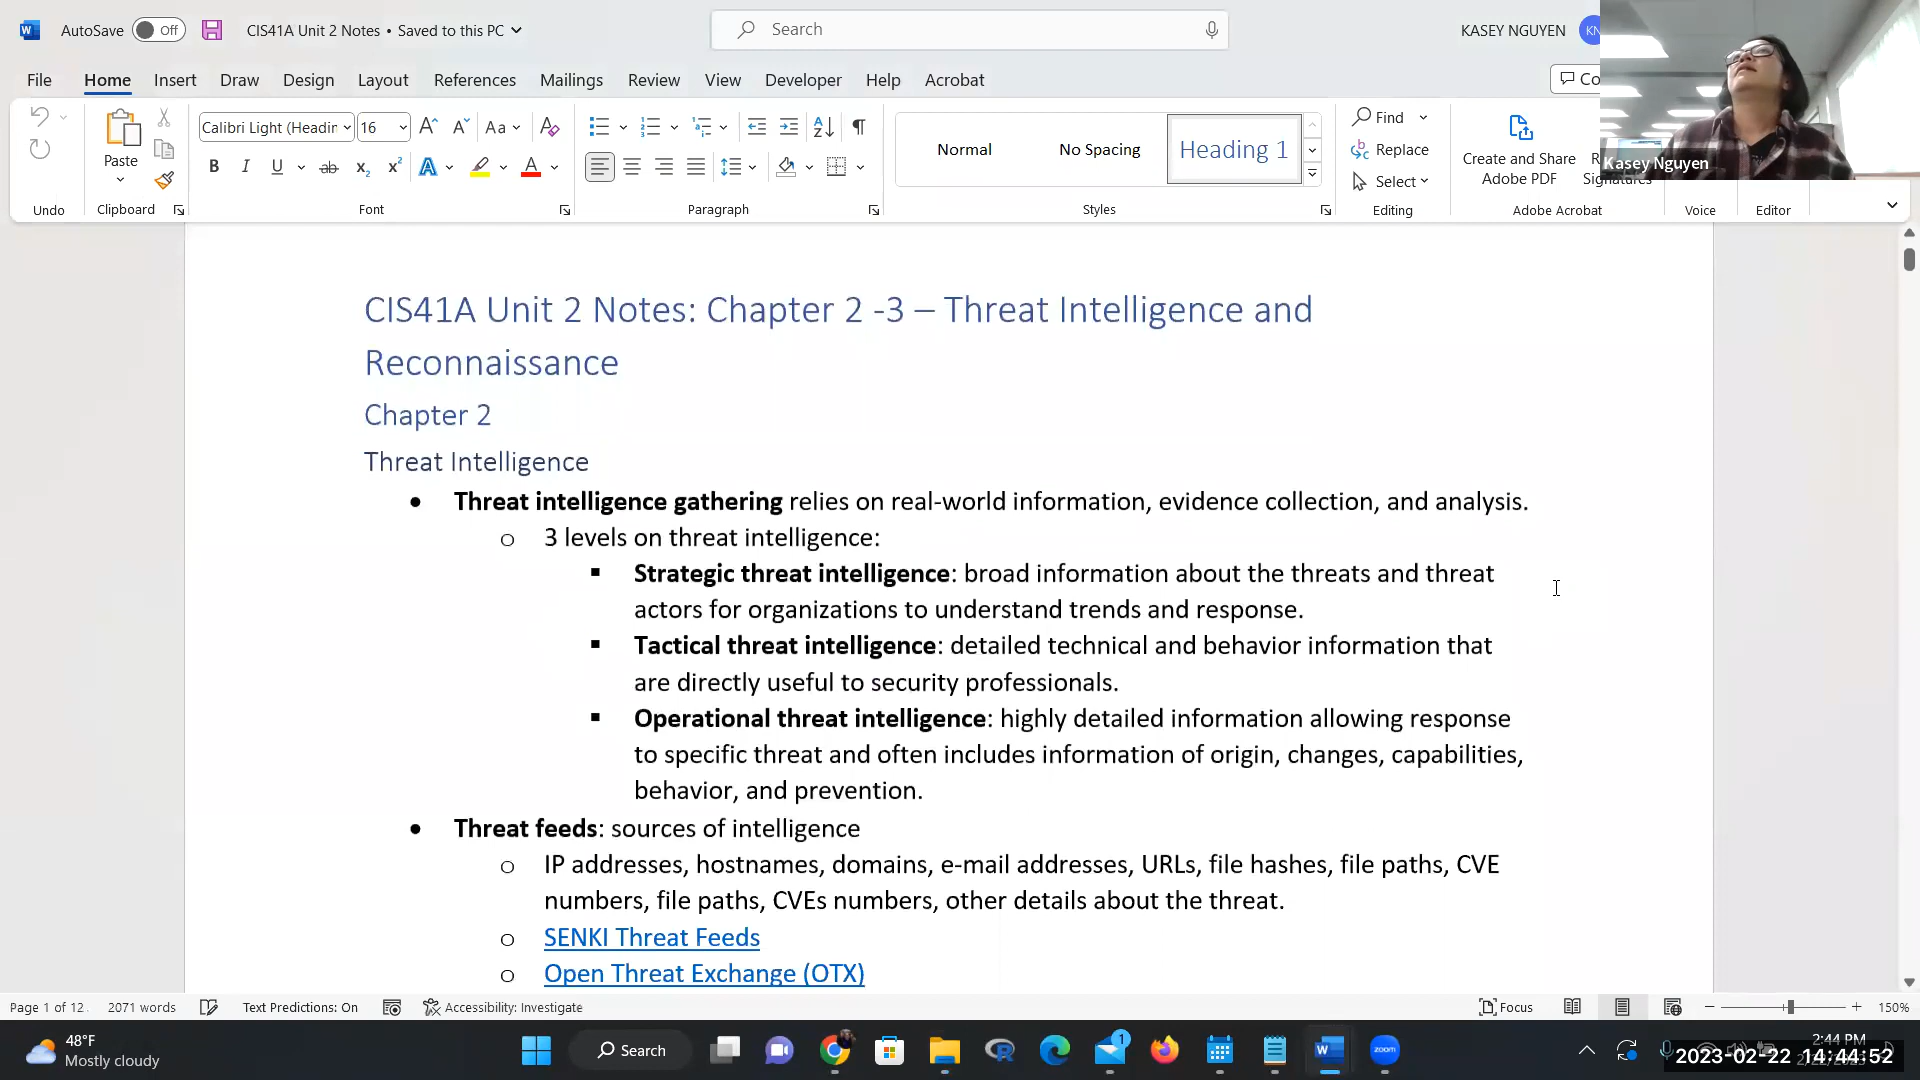 AutoSave Off CIS41A Unit 2 Notes • Saved to this PC Search KASEY NGUYEN KN
File Home Insert Draw Design Layout References Mailings Review View Developer Help Acrobat
Calibri Light (Headin 16 Aa
Paste
Normal No Spacing Heading 1
Find
Replace
Select
Create and Share
Adobe PDF
Signatures
Kasey Nguyen
Undo Clipboard Font Paragraph Styles Editing Adobe Acrobat Voice Editor
CIS41A Unit 2 Notes: Chapter 2 -3 – Threat Intelligence and
Reconnaissance
Chapter 2
Threat Intelligence
• Threat intelligence gathering relies on real-world information, evidence collection, and analysis.
o 3 levels on threat intelligence:
▪ Strategic threat intelligence: broad information about the threats and threat
actors for organizations to understand trends and response.
▪ Tactical threat intelligence: detailed technical and behavior information that
are directly useful to security professionals.
▪ Operational threat intelligence: highly detailed information allowing response
to specific threat and often includes information of origin, changes, capabilities,
behavior, and prevention.
• Threat feeds: sources of intelligence
o IP addresses, hostnames, domains, e-mail addresses, URLs, file hashes, file paths, CVE
numbers, file paths, CVEs numbers, other details about the threat.
o SENKI Threat Feeds
o Open Threat Exchange (OTX)
Page 1 of 12 2071 words Text Predictions: On Accessibility: Investigate Focus 150%
48°F
Mostly cloudy
Search
zoom
2:44 PM
2023-02-22 14:44:52